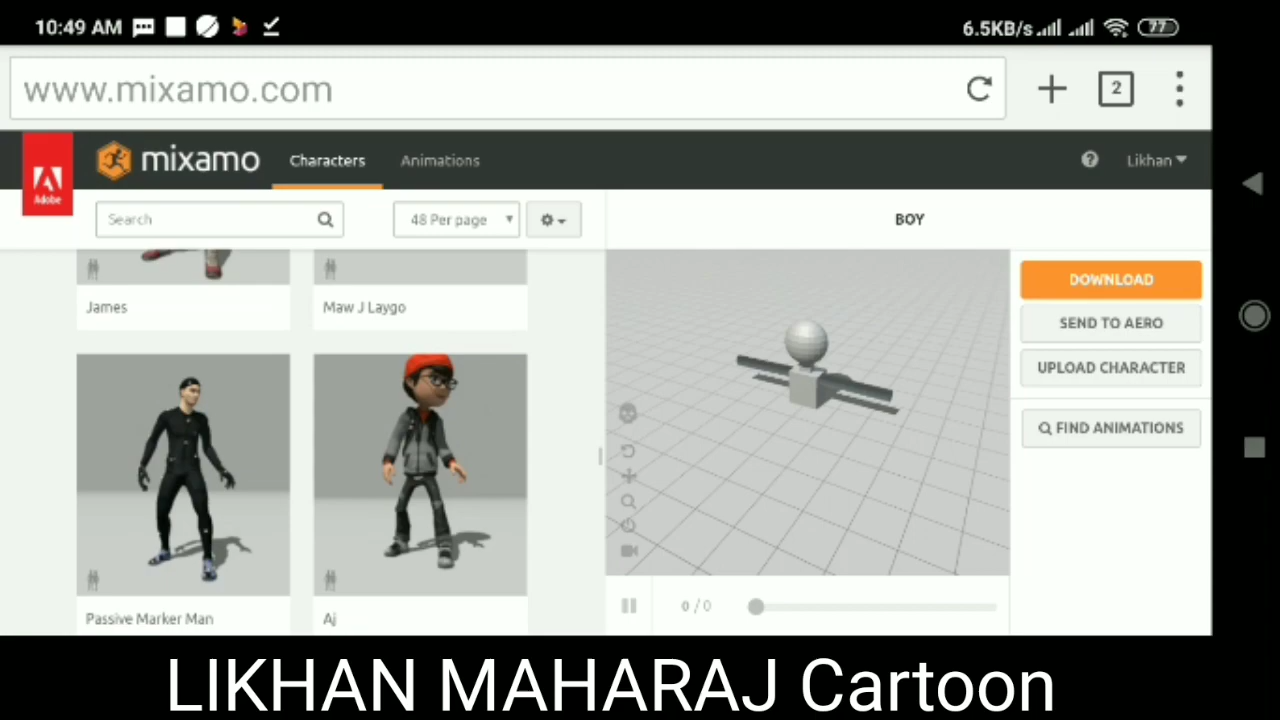 10:49 AM
6.5KB/s
77
www.mixamo.com
2
Adobe
mixamo
Characters
Animations
Likhan
Search
48 Per page
BOY
James
Maw J Laygo
DOWNLOAD
SEND TO AERO
UPLOAD CHARACTER
FIND ANIMATIONS
Passive Marker Man
Aj
0 / 0
LIKHAN MAHARAJ Cartoon